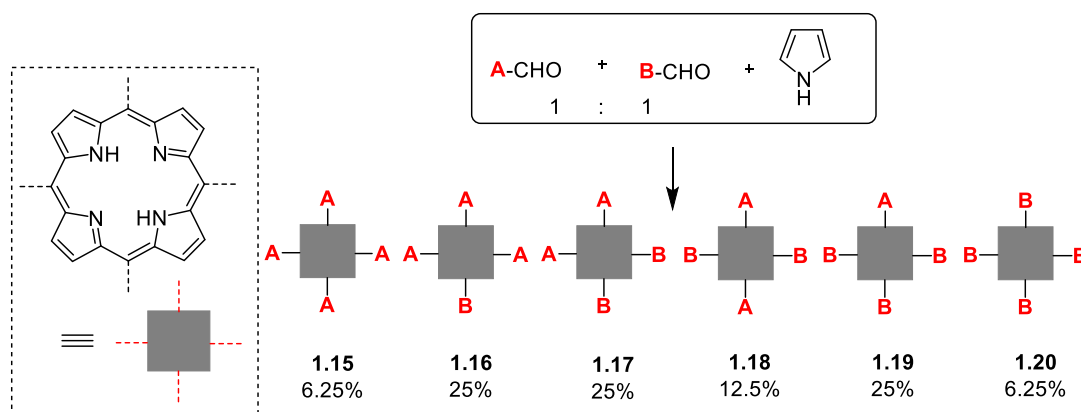 A-CHO + B-CHO +
N
H
1 : 1
NH N
N HN
A A A A
A A A B
A A B B
A B B A
A B B B
B B B B
1.15 1.16 1.17 1.18 1.19 1.20
6.25% 25% 25% 12.5% 25% 6.25%